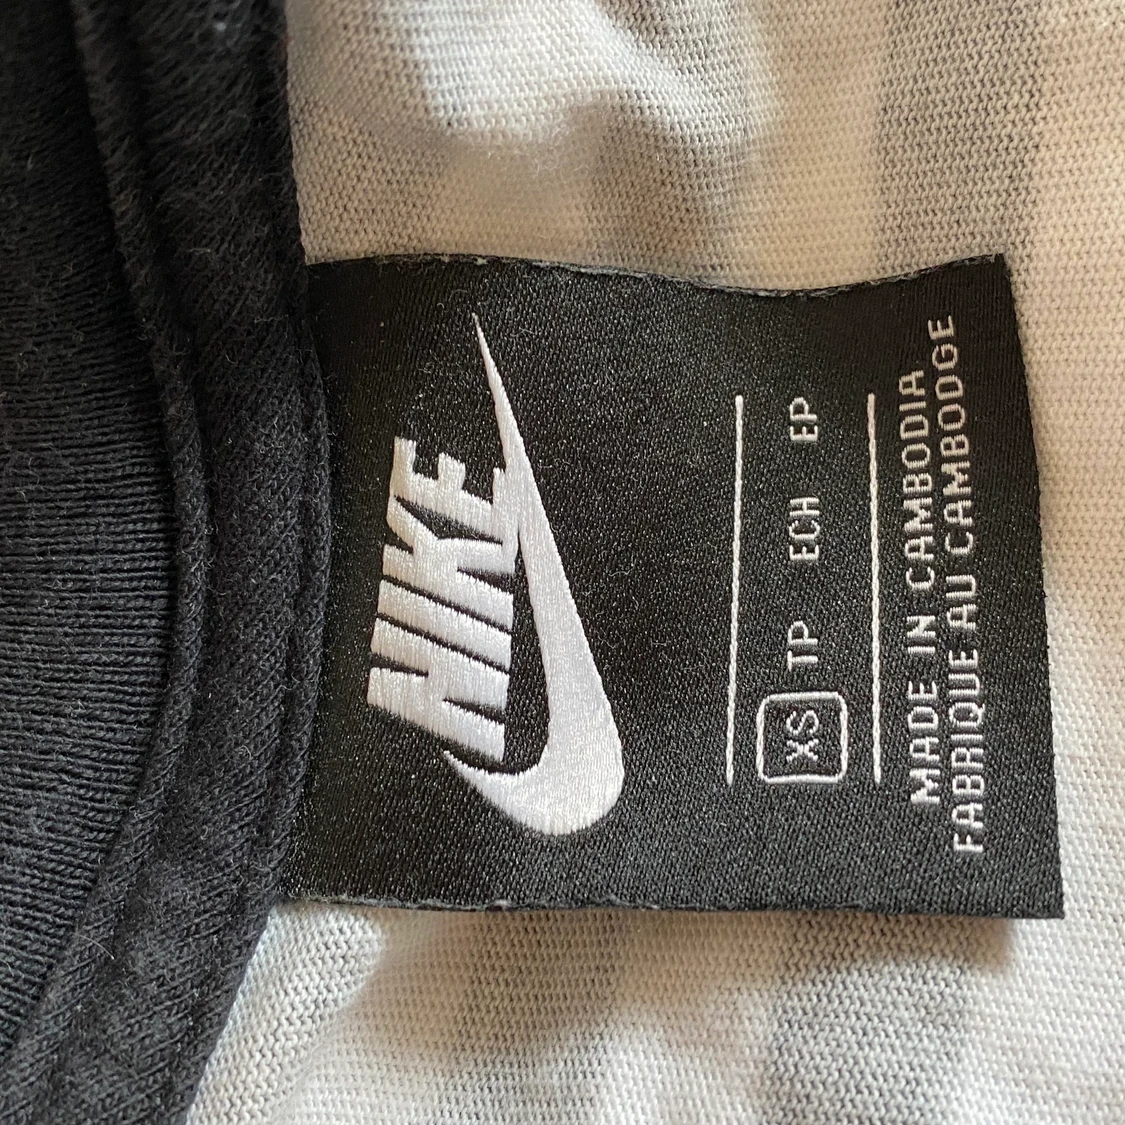 NIKE
XS TP ECH EP
MADE IN CAMBODIA
FABRIQUE AU CAMBODGE